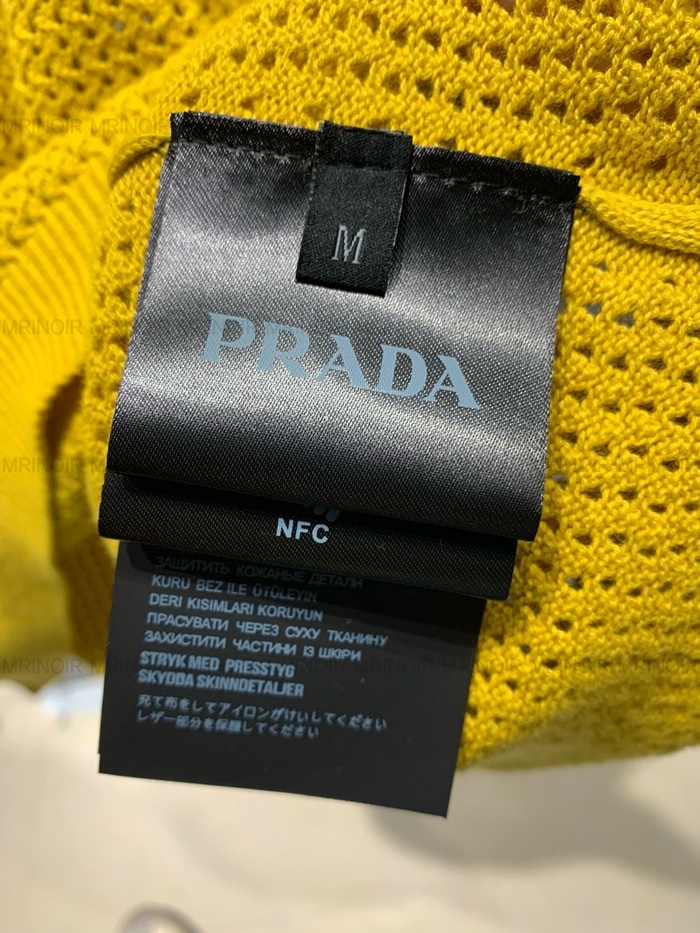 MRINOIR MRINOIR
M
PRADA
NFC
ЗАЩИТИТЬ КОЖАНЫЕ ДЕТАЛИ
KURU BEZ ILE ÜTÜLEYIN
DERI KISIMLARI KORUYUN
ПРАСУВАТИ ЧЕРЕЗ СУХУ ТКАНИНУ
ЗАХИСТИТИ ЧАСТИНИ ІЗ ШКІРИ
STRYK MED PRESSTYG
SKYDDA SKINNDETALJER
充て布をしてアイロンがけいしてください
レザー部分を保護してください